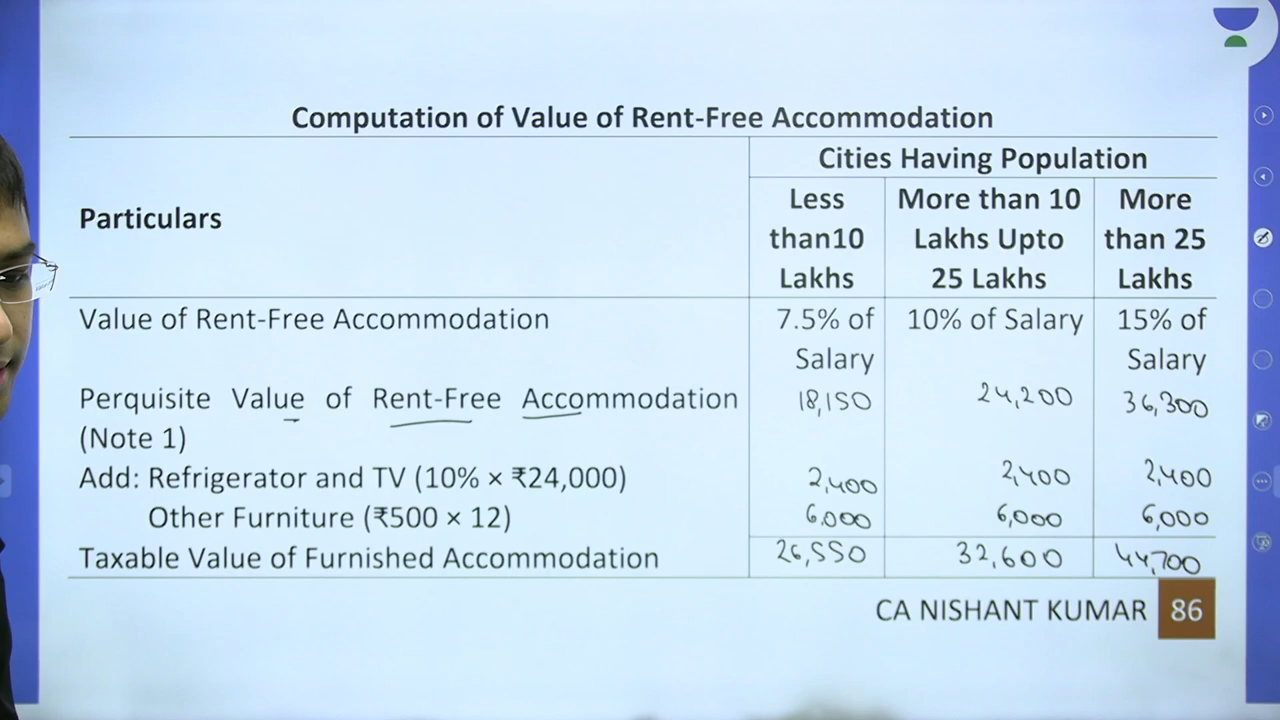 Computation of Value of Rent-Free Accommodation
Cities Having Population
Particulars
Less than10 Lakhs
More than 10 Lakhs Upto 25 Lakhs
More than 25 Lakhs
Value of Rent-Free Accommodation 7.5% of Salary 10% of Salary 15% of Salary
Perquisite Value of Rent-Free Accommodation 18,150 24,200 36,300
(Note 1)
Add: Refrigerator and TV (10% × ₹24,000) 2,400 2,400 2,400
Other Furniture (₹500 × 12) 6,000 6,000 6,000
Taxable Value of Furnished Accommodation 26,550 32,600 44,700
CA NISHANT KUMAR 86